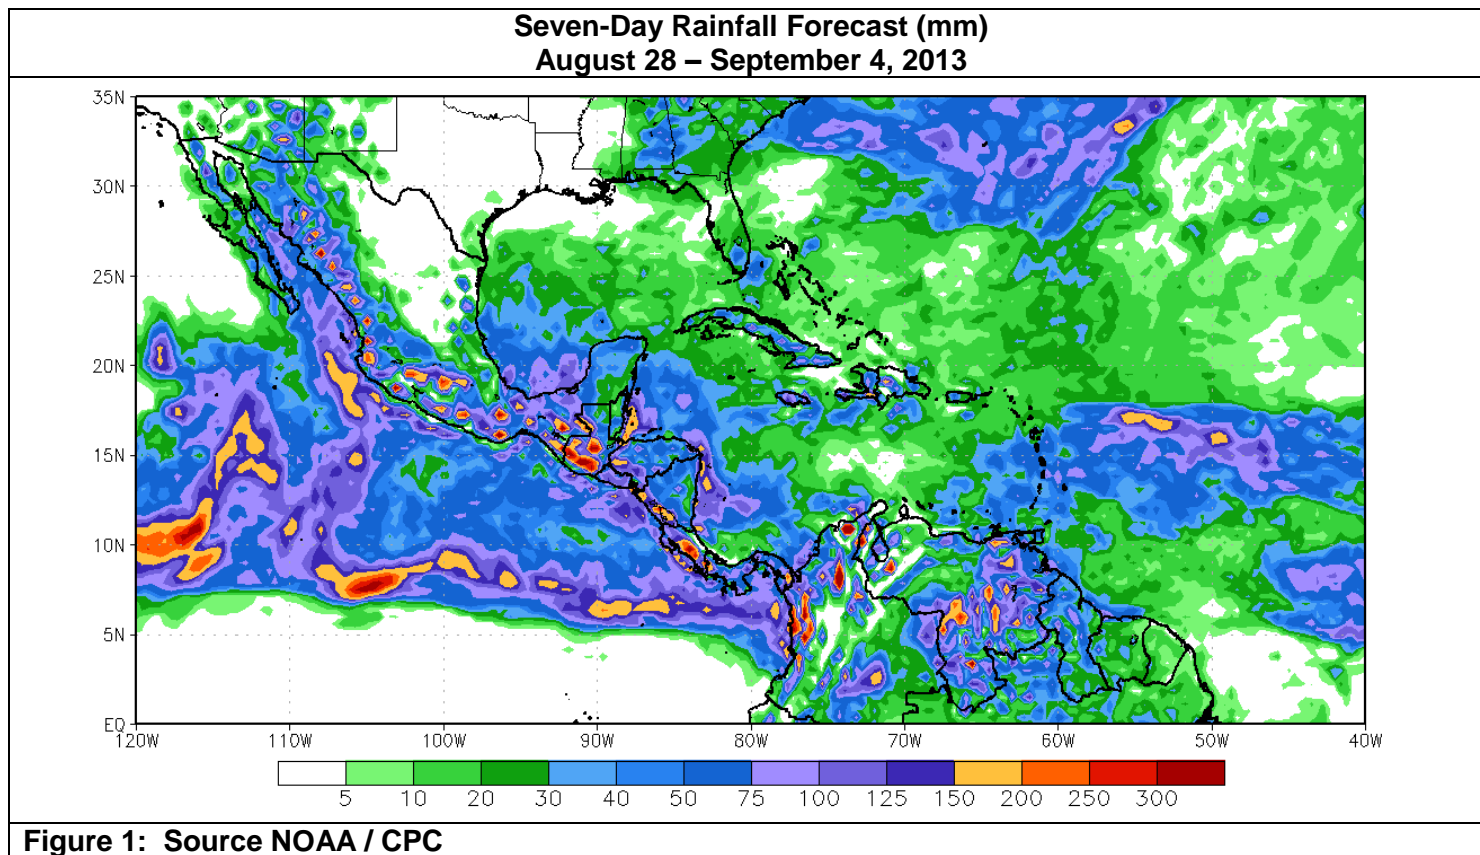 Seven-Day Rainfall Forecast (mm)
August 28 – September 4, 2013
35N
30N
25N
20N
15N
10N
5N
EQ
120W 110W 100W 90W 80W 70W 60W 50W 40W
5 10 20 30 40 50 75 100 125 150 200 250 300
Figure 1: Source NOAA / CPC